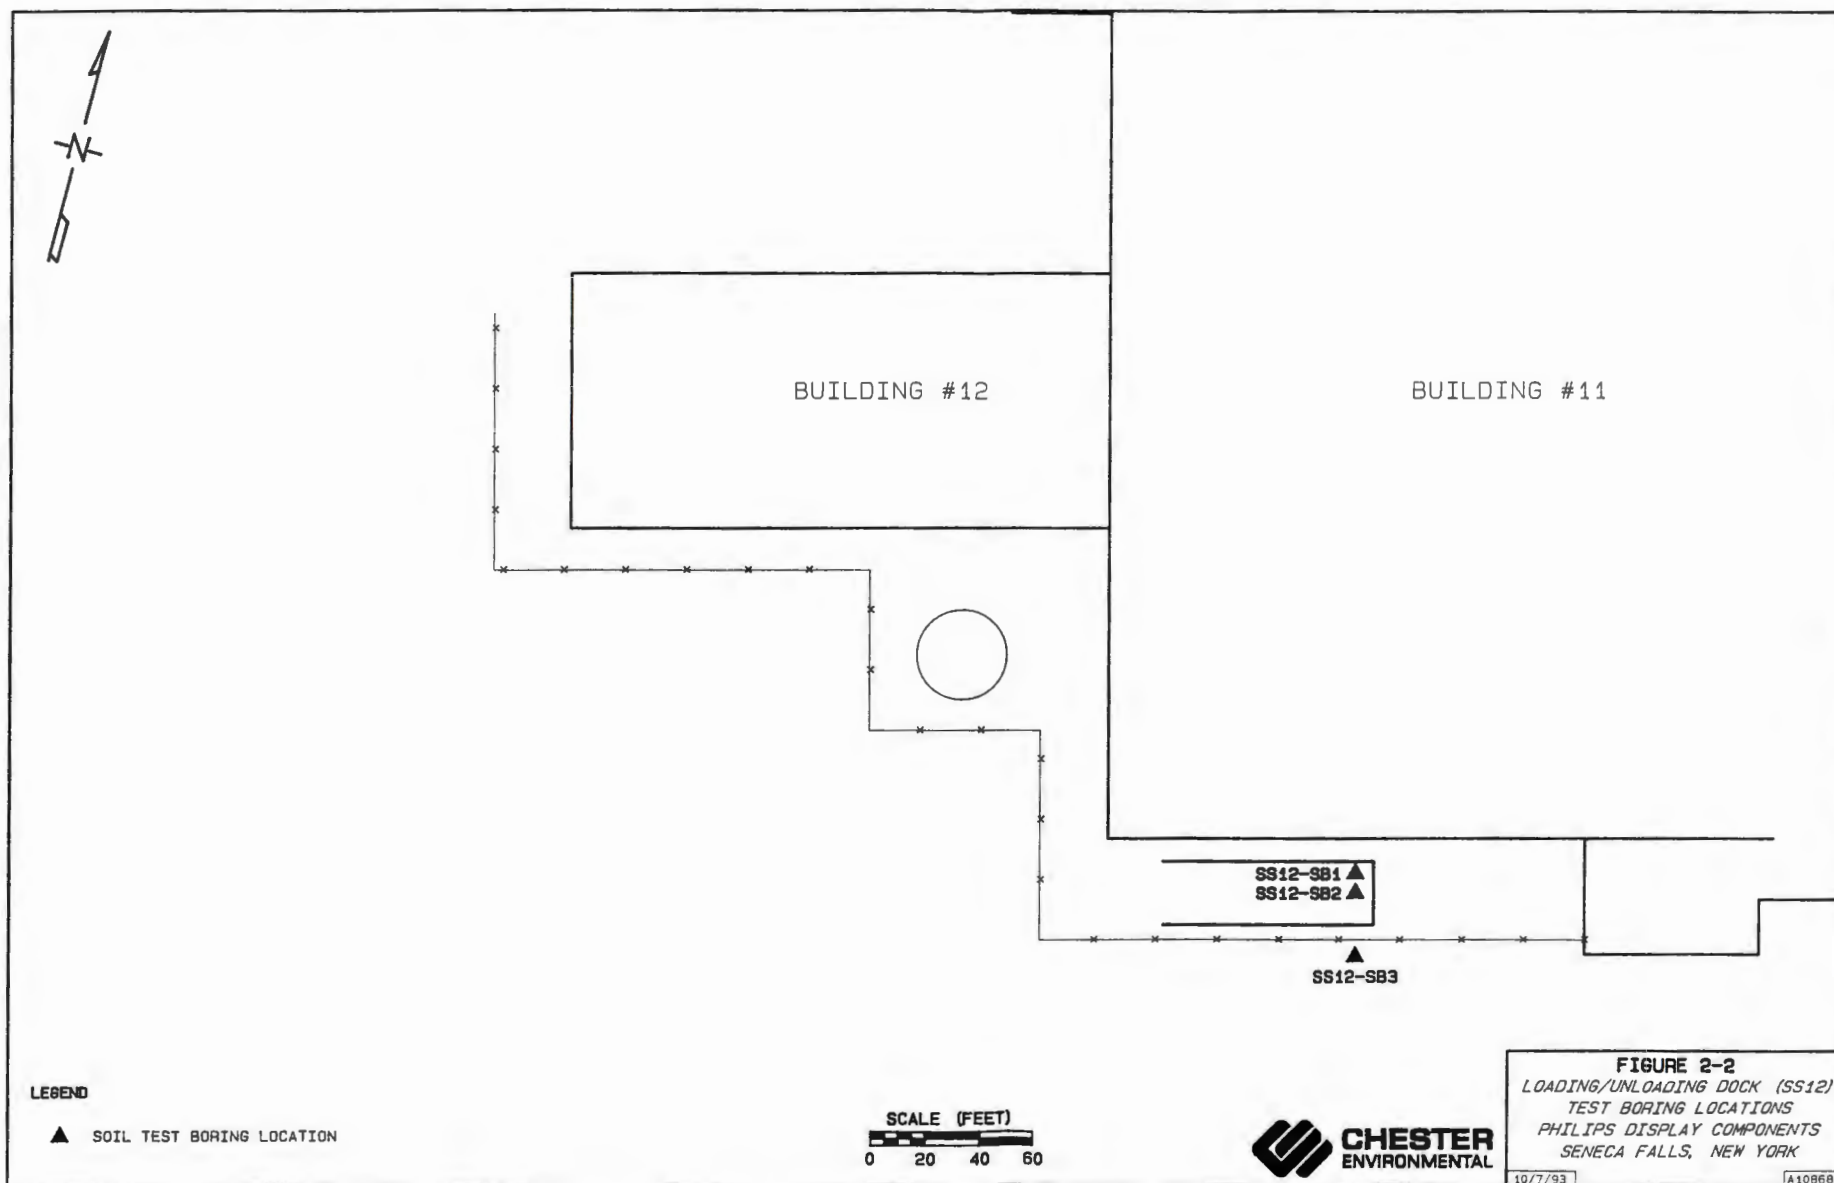 N
BUILDING #12
BUILDING #11
SS12-SB1
SS12-SB2
SS12-SB3
LEGEND
SOIL TEST BORING LOCATION
SCALE (FEET)
0 20 40 60
CHESTER
ENVIRONMENTAL
FIGURE 2-2
LOADING/UNLOADING DOCK (SS12)
TEST BORING LOCATIONS
PHILIPS DISPLAY COMPONENTS
SENECA FALLS, NEW YORK
10/7/93
A10868